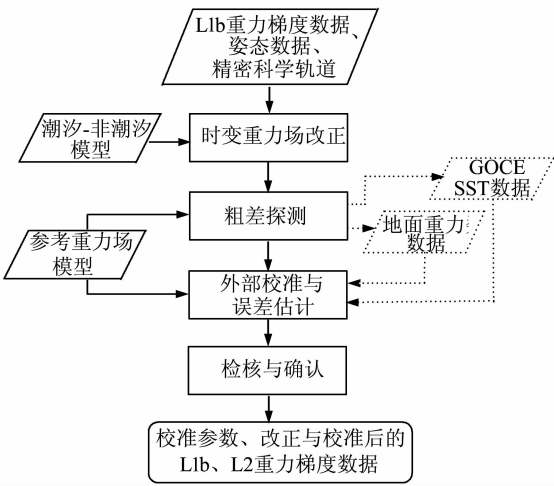 L1b重力梯度数据、
姿态数据、
精密科学轨道
潮汐-非潮汐
模型
时变重力场改正
GOCE
SST数据
粗差探测
地面重力
数据
参考重力场
模型
外部校准与
误差估计
检核与确认
校准参数、改正与校准后的
L1b、L2重力梯度数据